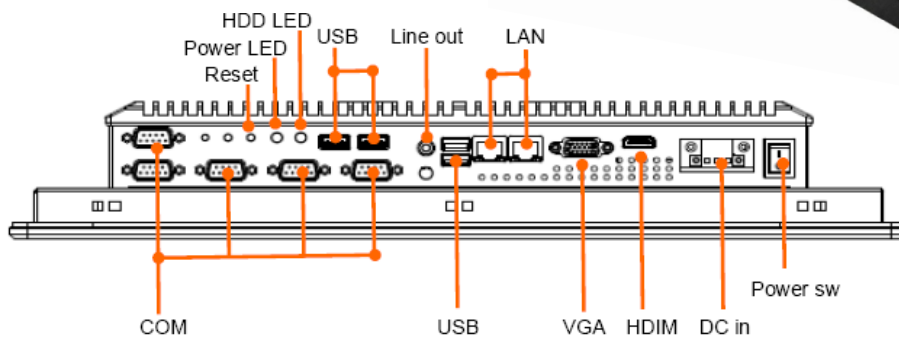 HDD LED
Power LED
Reset
USB
Line out
LAN
COM
USB
VGA
HDIM
DC in
Power sw